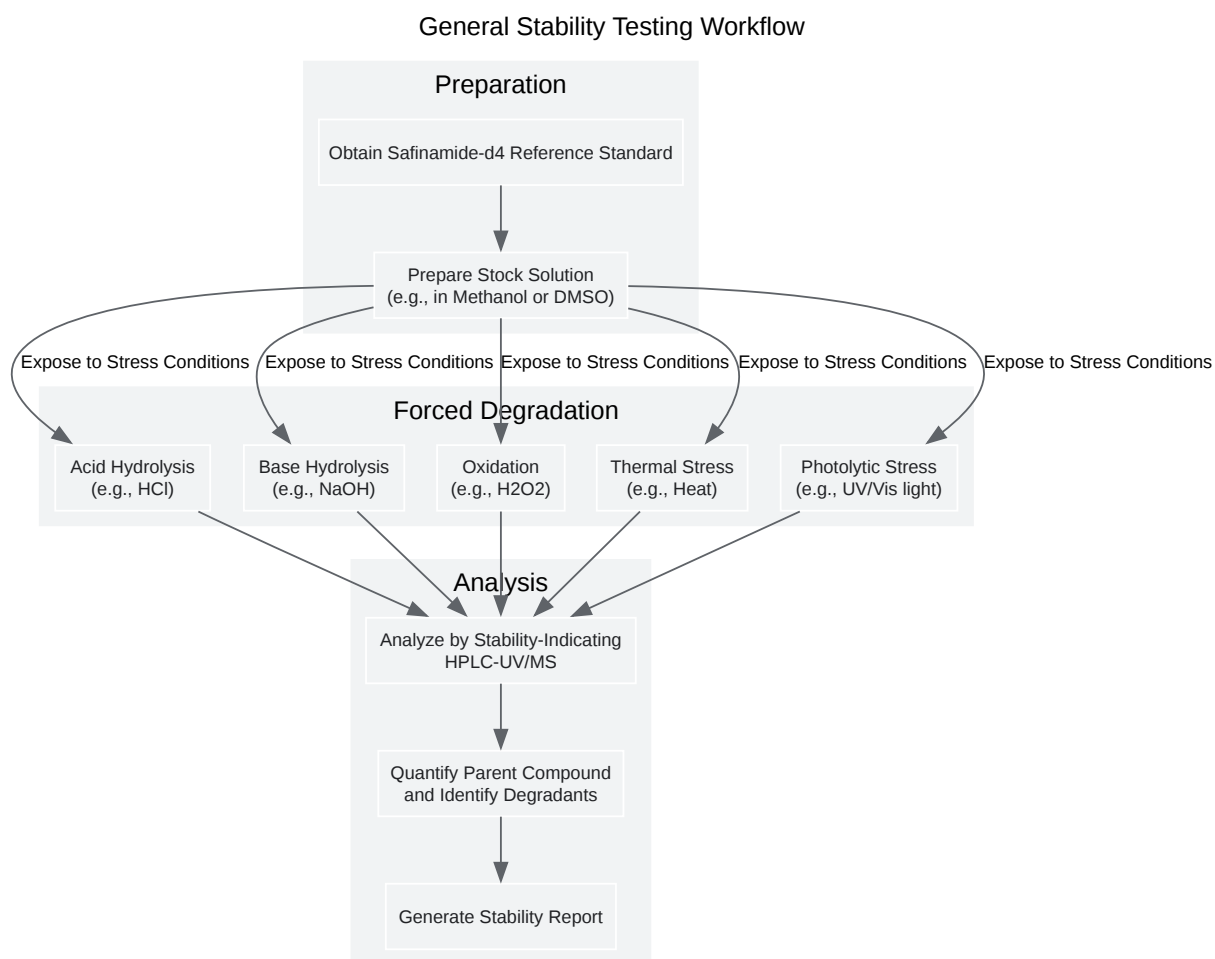 General Stability Testing Workflow
Preparation
Obtain Safinamide-d4 Reference Standard
Prepare Stock Solution
(e.g., in Methanol or DMSO)
Expose to Stress Conditions
Expose to Stress Conditions
Expose to Stress Conditions
Expose to Stress Conditions
Expose to Stress Conditions
Forced Degradation
Acid Hydrolysis
(e.g., HCl)
Base Hydrolysis
(e.g., NaOH)
Oxidation
(e.g., H2O2)
Thermal Stress
(e.g., Heat)
Photolytic Stress
(e.g., UV/Vis light)
Analysis
Analyze by Stability-Indicating
HPLC-UV/MS
Quantify Parent Compound
and Identify Degradants
Generate Stability Report